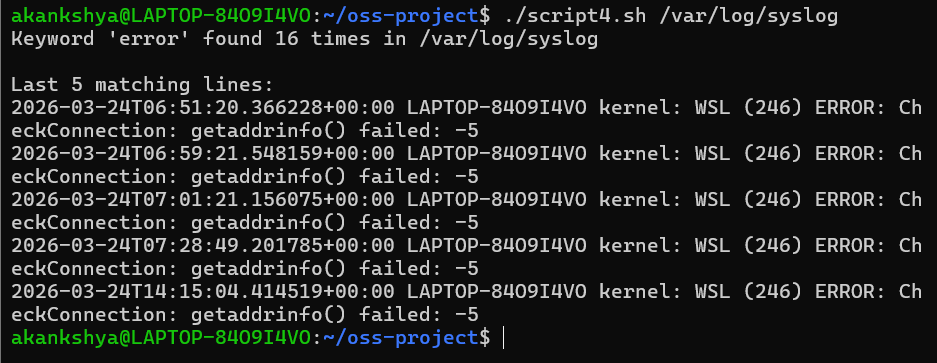 akankshya@LAPTOP-84O9I4VO:~/oss-project$ ./script4.sh /var/log/syslog
Keyword 'error' found 16 times in /var/log/syslog
Last 5 matching lines:
2026-03-24T06:51:20.366228+00:00 LAPTOP-84O9I4VO kernel: WSL (246) ERROR: Ch
eckConnection: getaddrinfo() failed: -5
2026-03-24T06:59:21.548159+00:00 LAPTOP-84O9I4VO kernel: WSL (246) ERROR: Ch
eckConnection: getaddrinfo() failed: -5
2026-03-24T07:01:21.156075+00:00 LAPTOP-84O9I4VO kernel: WSL (246) ERROR: Ch
eckConnection: getaddrinfo() failed: -5
2026-03-24T07:28:49.201785+00:00 LAPTOP-84O9I4VO kernel: WSL (246) ERROR: Ch
eckConnection: getaddrinfo() failed: -5
2026-03-24T14:15:04.414519+00:00 LAPTOP-84O9I4VO kernel: WSL (246) ERROR: Ch
eckConnection: getaddrinfo() failed: -5
akankshya@LAPTOP-84O9I4VO:~/oss-project$